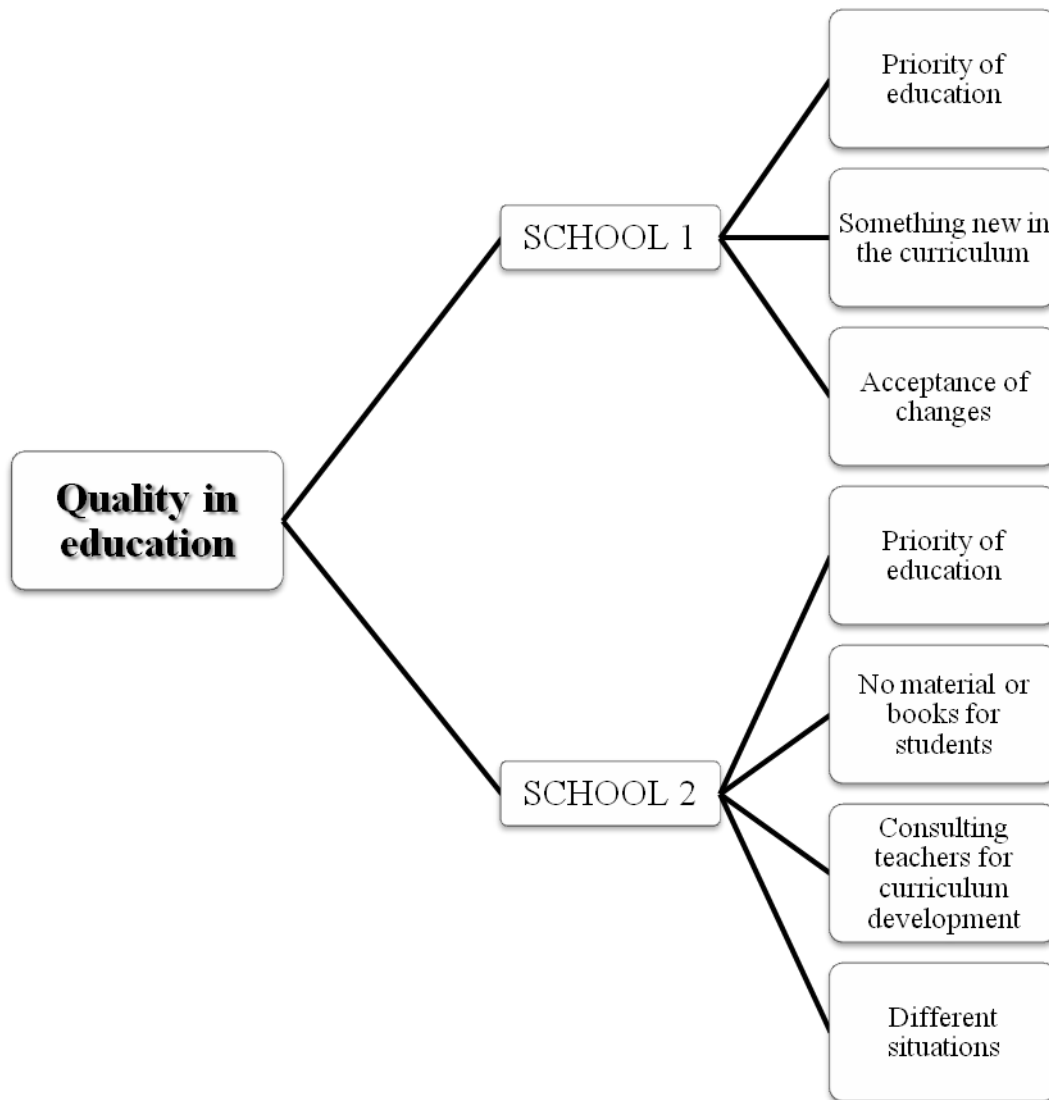 Quality in
education
SCHOOL 1
Priority of
education
Something new in
the curriculum
Acceptance of
changes
SCHOOL 2
Priority of
education
No material or
books for
students
Consulting
teachers for
curriculum
development
Different
situations